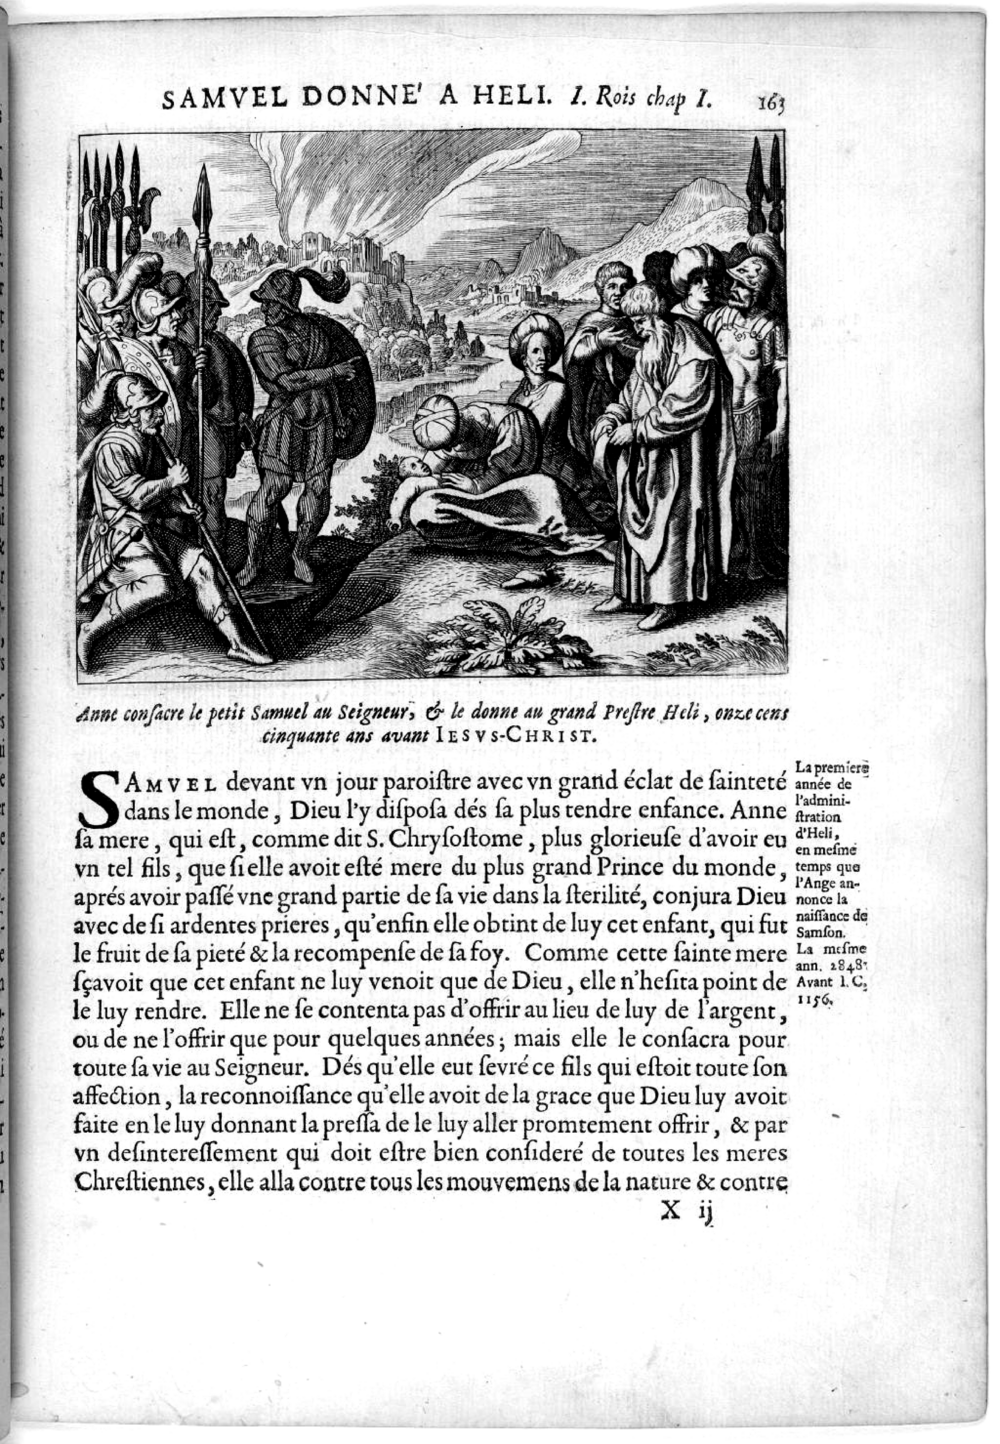 SAMVEL DONNE' A HELI. I. Rois chap I. 163
Anne conſacre le petit Samuel au Seigneur, & le donne au grand Preſtre Heli, onze cens
cinquante ans avant IESVS-CHRIST.
SAMVEL devant vn jour paroiſtre avec vn grand éclat de ſainteté
dans le monde, Dieu l'y diſpoſa dés ſa plus tendre enfance. Anne
ſa mere, qui eſt, comme dit S. Chryſoſtome, plus glorieuſe d'avoir eu
vn tel fils, que ſi elle avoit eſté mere du plus grand Prince du monde,
aprés avoir paſſé vne grand partie de ſa vie dans la ſterilité, conjura Dieu
avec de ſi ardentes prieres, qu'enfin elle obtint de luy cet enfant, qui fut
le fruit de ſa pieté & la recompenſe de ſa foy. Comme cette ſainte mere
ſçavoit que cet enfant ne luy venoit que de Dieu, elle n'heſita point de
le luy rendre. Elle ne ſe contenta pas d'offrir au lieu de luy de l'argent,
ou de ne l'offrir que pour quelques années; mais elle le conſacra pour
toute ſa vie au Seigneur. Dés qu'elle eut ſevré ce fils qui eſtoit toute ſon
affection, la reconnoiſſance qu'elle avoit de la grace que Dieu luy avoit
faite en le luy donnant la preſſa de le luy aller promtement offrir, & par
vn deſintereſſement qui doit eſtre bien conſideré de toutes les meres
Chreſtiennes, elle alla contre tous les mouvemens de la nature & contre
La premiere
année de
l'admini-
ſtration
d'Heli,
en meſme
temps que
l'Ange an-
nonce la
naiſſance de
Samſon.
La meſme
ann. 2848.
Avant I. C.
1156.
X ij